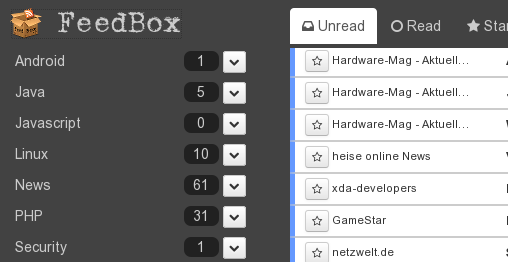 FeedBox
Unread Read
Android 1
Java 5
Javascript 0
Linux 10
News 61
PHP 31
Security 1
Hardware-Mag - Aktuell...
Hardware-Mag - Aktuell...
Hardware-Mag - Aktuell...
heise online News
xda-developers
GameStar
netzwelt.de